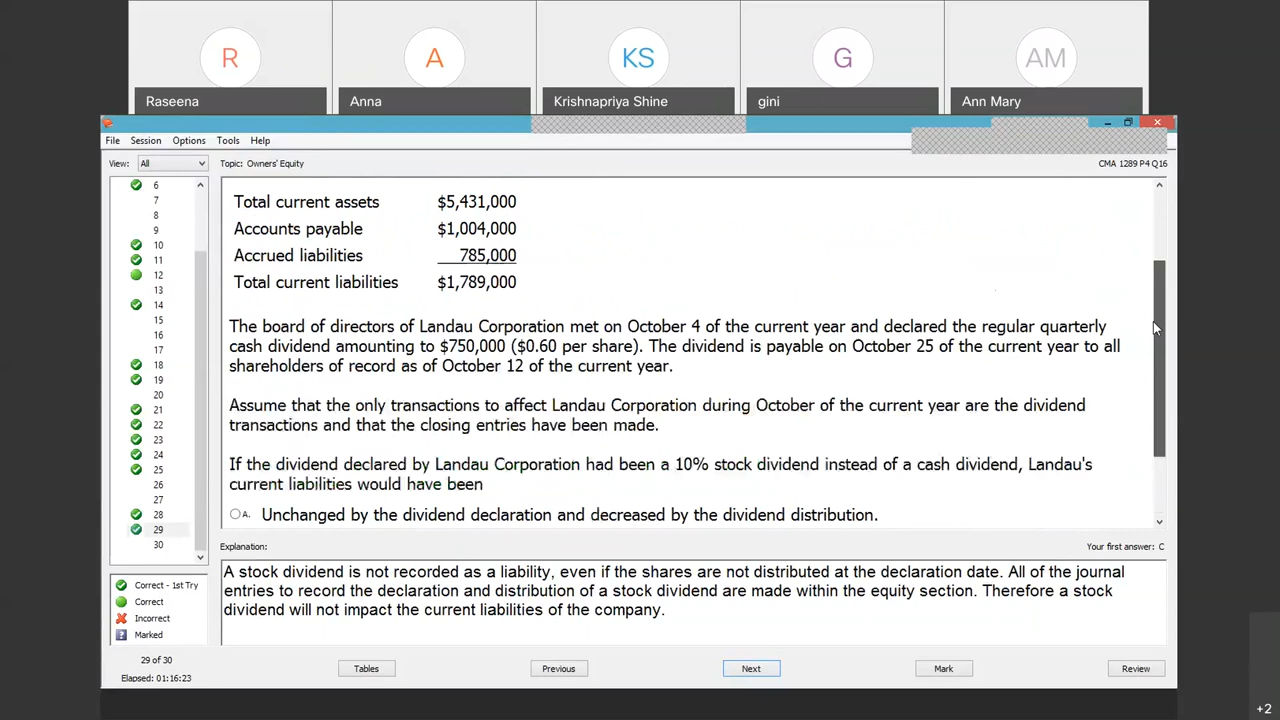 R
A
KS
G
AM
Raseena
Anna
Krishnapriya Shine
gini
Ann Mary
File Session Options Tools Help
View: All
Topic: Owners' Equity
CMA 1289 P4 Q16
6
7
8
9
10
11
12
13
14
15
16
17
18
19
20
21
22
23
24
25
26
27
28
29
30
Total current assets $5,431,000
Accounts payable $1,004,000
Accrued liabilities 785,000
Total current liabilities $1,789,000
The board of directors of Landau Corporation met on October 4 of the current year and declared the regular quarterly
cash dividend amounting to $750,000 ($0.60 per share). The dividend is payable on October 25 of the current year to all
shareholders of record as of October 12 of the current year.
Assume that the only transactions to affect Landau Corporation during October of the current year are the dividend
transactions and that the closing entries have been made.
If the dividend declared by Landau Corporation had been a 10% stock dividend instead of a cash dividend, Landau's
current liabilities would have been
A. Unchanged by the dividend declaration and decreased by the dividend distribution.
Explanation:
Your first answer: C
A stock dividend is not recorded as a liability, even if the shares are not distributed at the declaration date. All of the journal
entries to record the declaration and distribution of a stock dividend are made within the equity section. Therefore a stock
dividend will not impact the current liabilities of the company.
Correct - 1st Try
Correct
Incorrect
? Marked
29 of 30
Elapsed: 01:16:23
Tables
Previous
Next
Mark
Review
+2